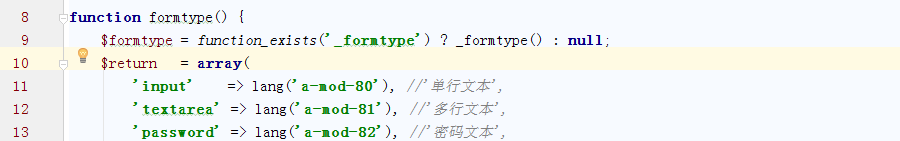 8 function formtype() {
9 $formtype = function_exists('_formtype') ? _formtype() : null;
10 $return = array(
11 'input' => lang('a-mod-80'), //'单行文本',
12 'textarea' => lang('a-mod-81'), //'多行文本',
13 'password' => lang('a-mod-82'), //'密码文本',